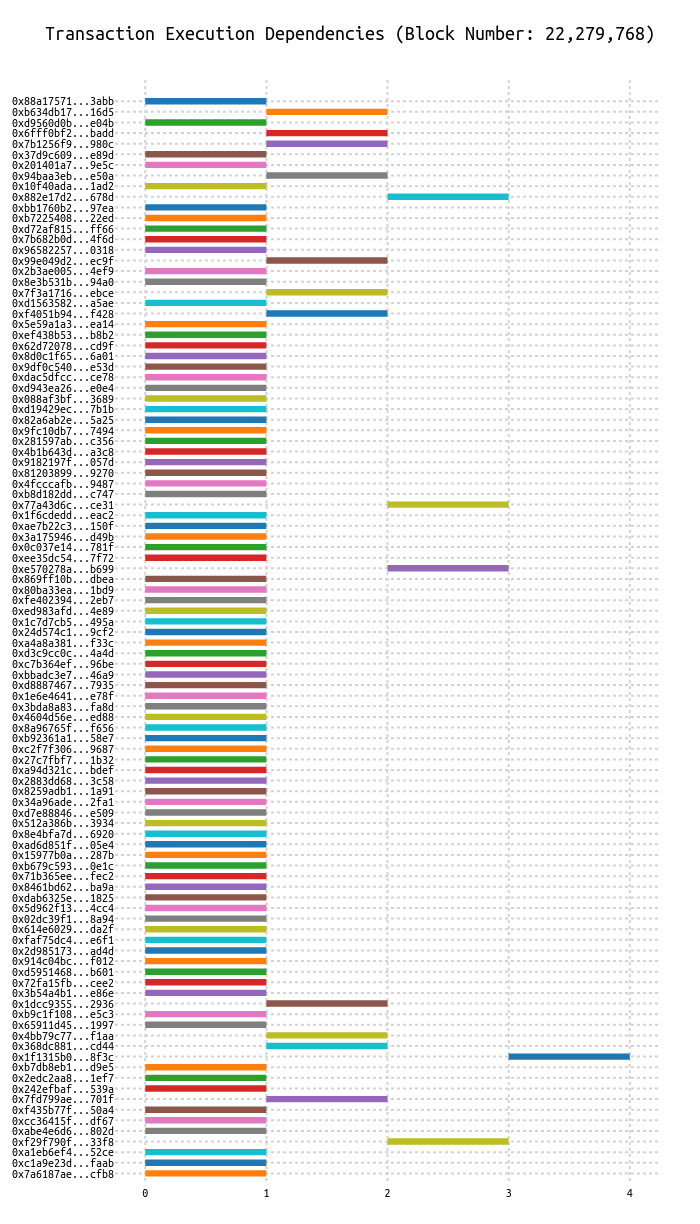 Transaction Execution Dependencies (Block Number: 22,279,768)
0x88a17571...3abb
0xb634db17...16d5
0xd9560d0b...e04b
0x6fff0bf2...badd
0x7b1256f9...980c
0x37d9c609...e89d
0x201401a7...9e5c
0x94baa3eb...e50a
0x10f40ada...1ad2
0x882e17d2...678d
0xbb1760b2...97ea
0xb7225408...22ed
0xd72af815...ff66
0x7b682b0d...4f6d
0x96582257...0318
0x99e049d2...ec9f
0x2b3ae005...4ef9
0x8e3b531b...94a0
0x7f3a1716...ebce
0xd1563582...a5ae
0xf4051b94...f428
0x5e59a1a3...ea14
0xef438b53...b8b2
0x62d72078...cd9f
0x8d0c1f65...6a01
0x9df0c540...e53d
0xdac5dfcc...ce78
0xd943ea26...e0e4
0x088af3bf...3689
0xd19429ec...7b1b
0x82a6ab2e...5a25
0x9fc10db7...7494
0x281597ab...c356
0x4b1b643d...a3c8
0x9182197f...057d
0x81203899...9270
0x4fcccafb...9487
0xb8d182dd...c747
0x77a43d6c...ce31
0x1f6cdedd...eac2
0xae7b22c3...150f
0x3a175946...d49b
0x0c037e14...781f
0xee35dc54...7f72
0xe570278a...b699
0x869ff10b...dbea
0x80ba33ea...1bd9
0xfe402394...2eb7
0xed983afd...4e89
0x1c7d7cb5...495a
0x24d574c1...9cf2
0xa4a8a381...f33c
0xd3c9cc0c...4a4d
0xc7b364ef...96be
0xbbadc3e7...46a9
0xd8887467...7935
0x1e6e4641...e78f
0x3bda8a83...fa8d
0x4604d56e...ed88
0x8a96765f...f656
0xb92361a1...58e7
0xc2f7f306...9687
0x27c7fbf7...1b32
0xa94d321c...bdef
0x2883dd68...3c58
0x8259adb1...1a91
0x34a96ade...2fa1
0xd7e88846...e509
0x512a386b...3934
0x8e4bfa7d...6920
0xad6d851f...05e4
0x15977b0a...287b
0xb679c593...0e1c
0x71b365ee...fec2
0x8461bd62...ba9a
0xdab6325e...1825
0x5d962f13...4cc4
0x02dc39f1...8a94
0x614e6029...da2f
0xfaf75dc4...e6f1
0x2d985173...ad4d
0x914c04bc...f012
0xd5951468...b601
0x72fa15fb...cee2
0x3b54a4b1...e86e
0x1dcc9355...2936
0xb9c1f108...e5c3
0x65911d45...1997
0x4bb79c77...f1aa
0x368dc881...cd44
0x1f1315b0...8f3c
0xb7db8eb1...d9e5
0x2edc2aa8...1ef7
0x242efbaf...539a
0x7fd799ae...701f
0xf435b77f...50a4
0xcc36415f...df67
0xabe4e6d6...802d
0xf29f790f...33f8
0xa1eb6ef4...52ce
0xc1a9e23d...faab
0x7a6187ae...cfb8
0 1 2 3 4